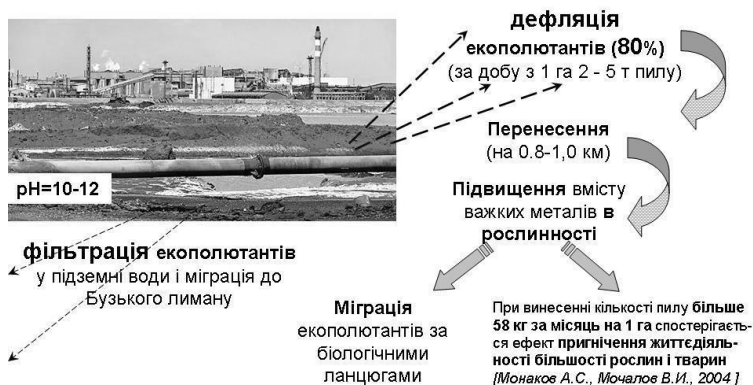 дефляція
екополютантів (80%)
(за добу з 1 га 2 - 5 т пилу)
Перенесення
(на 0.8-1,0 км)
pH=10-12
Підвищення вмісту
важких металів в
рослинності
фільтрація екополютантів
у підземні води і міграція до
Бузького лиману
Міграція
екополютантів за
біологічними
ланцюгами
При винесенні кількості пилу більше
58 кг за місяць на 1 га спостерігаєть-
ся ефект пригнічення життєдіяль-
ності більшості рослин і тварин
[Монаков А.С., Мочалов В.И., 2004 ]